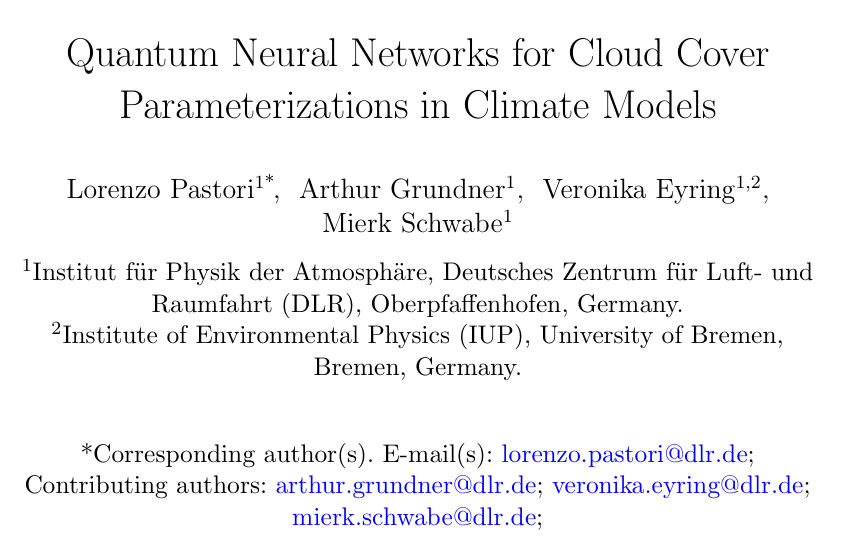 Quantum Neural Networks for Cloud Cover
Parameterizations in Climate Models
Lorenzo Pastori1*, Arthur Grundner1, Veronika Eyring1,2,
Mierk Schwabe1
1Institut für Physik der Atmosphäre, Deutsches Zentrum für Luft- und
Raumfahrt (DLR), Oberpfaffenhofen, Germany.
2Institute of Environmental Physics (IUP), University of Bremen,
Bremen, Germany.
*Corresponding author(s). E-mail(s): lorenzo.pastori@dlr.de;
Contributing authors: arthur.grundner@dlr.de; veronika.eyring@dlr.de;
mierk.schwabe@dlr.de;